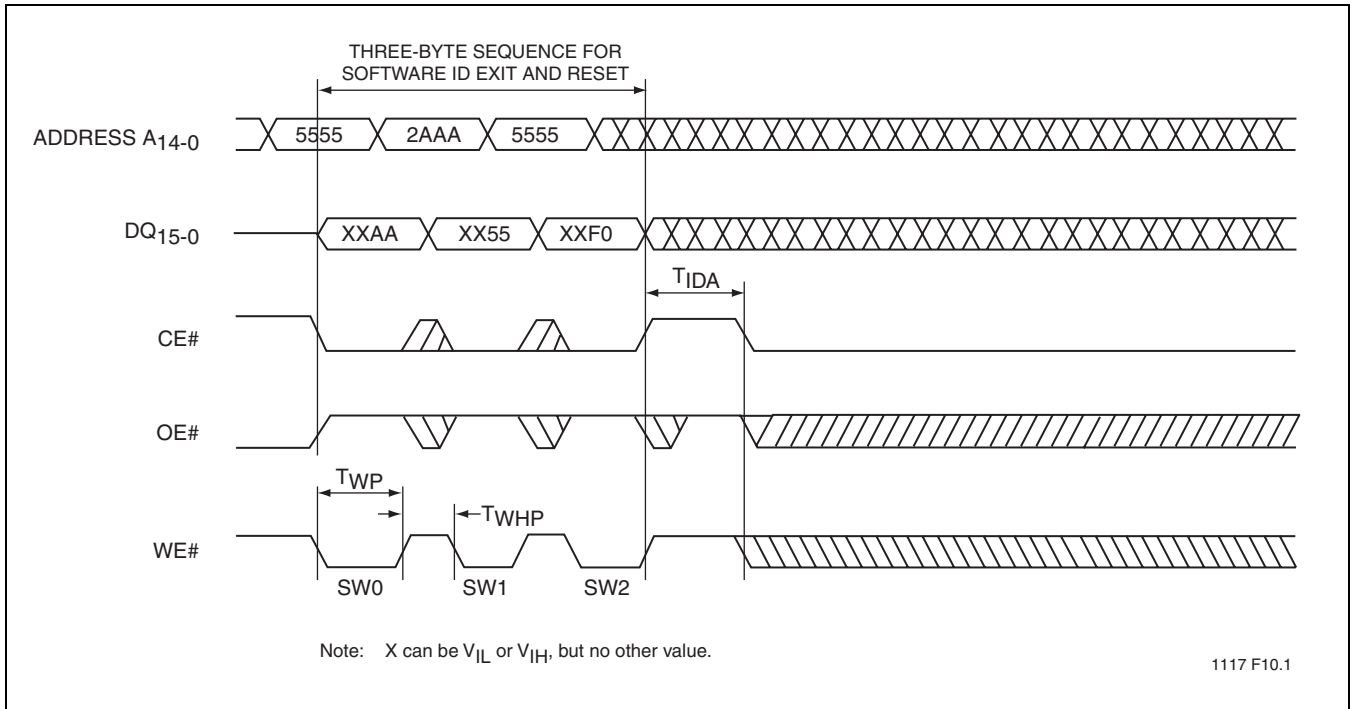 THREE-BYTE SEQUENCE FOR
SOFTWARE ID EXIT AND RESET
ADDRESS A14-0
5555 2AAA 5555
DQ15-0
XXAA XX55 XXF0
TIDA
CE#
OE#
TWP
TWHP
WE#
SW0 SW1 SW2
Note: X can be VIL or VIH, but no other value.
1117 F10.1